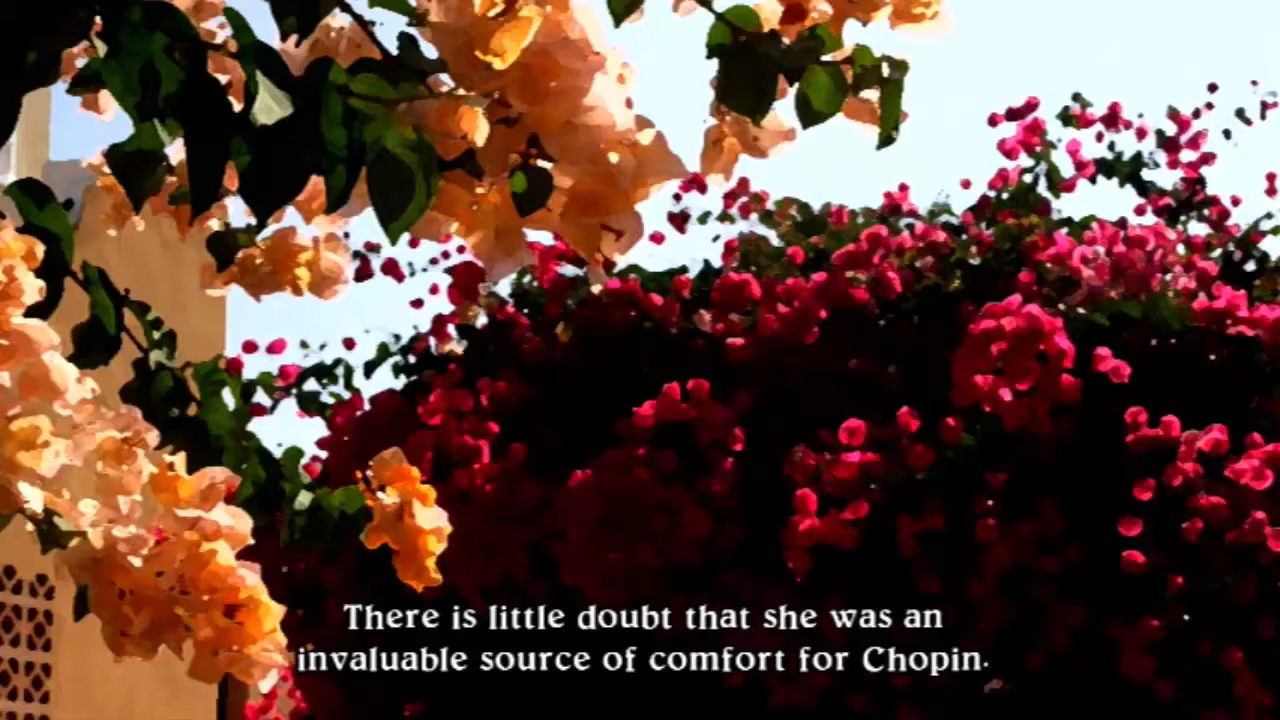 There is little doubt that she was an
invaluable source of comfort for Chopin.